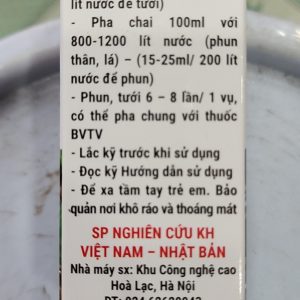 lít nước để tưới)
- Pha chai 100ml với
800-1200 lít nước (phun
thân, lá) – (15-25ml/ 200 lít
nước để phun)
- Phun, tưới 6 – 8 lần/ 1 vụ,
có thể pha chung với thuốc
BVTV
- Lắc kỹ trước khi sử dụng
- Đọc kỹ Hướng dẫn sử dụng
- Để xa tầm tay trẻ em. Bảo
quản nơi khô ráo và thoáng mát
SP NGHIÊN CỨU KH
VIỆT NAM – NHẬT BẢN
Nhà máy sx: Khu Công nghệ cao
Hoà Lạc, Hà Nội